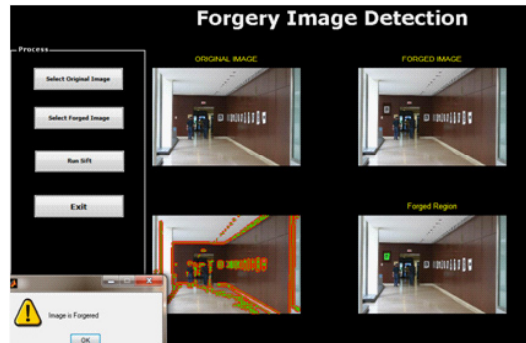 Forgery Image Detection
Process
Select Original Image
Select Forged Image
Run Sift
Exit
ORIGINAL IMAGE
FORGED IMAGE
Forged Region
Image is Forgered
OK